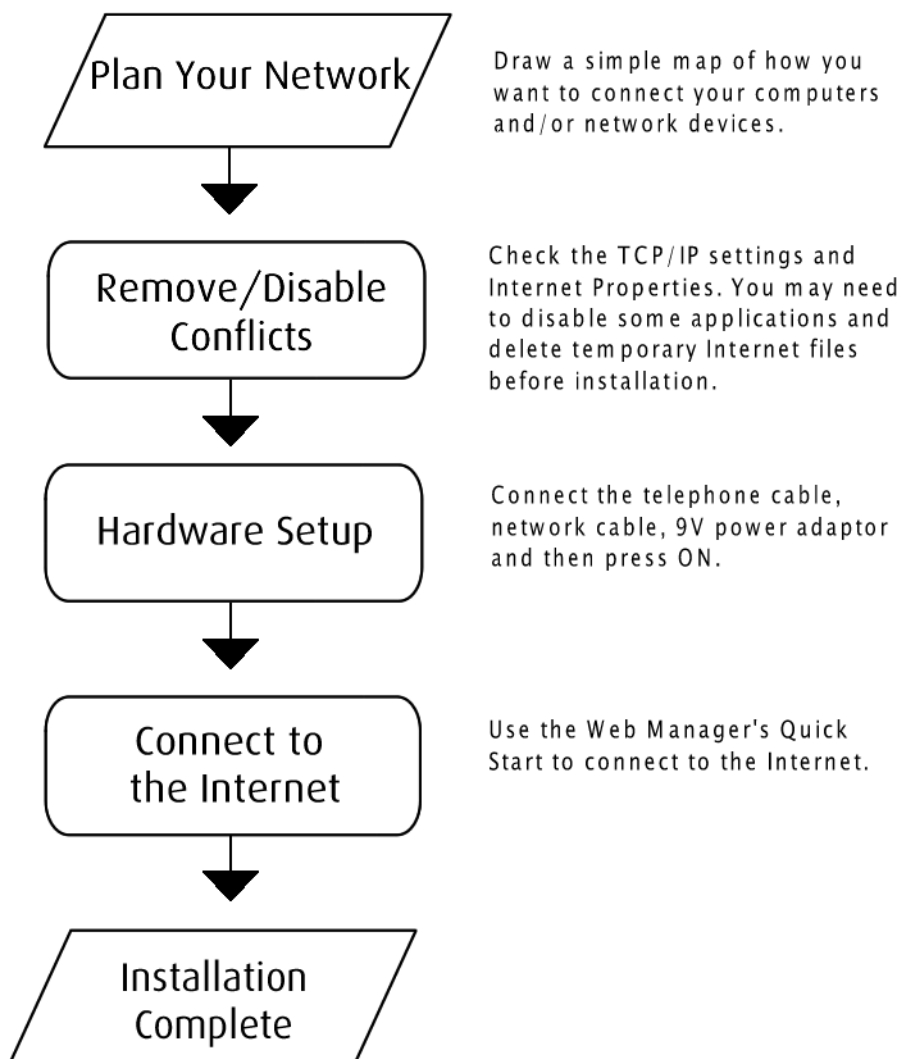 Plan Your Network
Draw a simple map of how you
want to connect your computers
and/or network devices.
Remove/Disable
Conflicts
Check the TCP/IP settings and
Internet Properties. You may need
to disable some applications and
delete temporary Internet files
before installation.
Hardware Setup
Connect the telephone cable,
network cable, 9V power adaptor
and then press ON.
Connect to
the Internet
Use the Web Manager's Quick
Start to connect to the Internet.
Installation
Complete